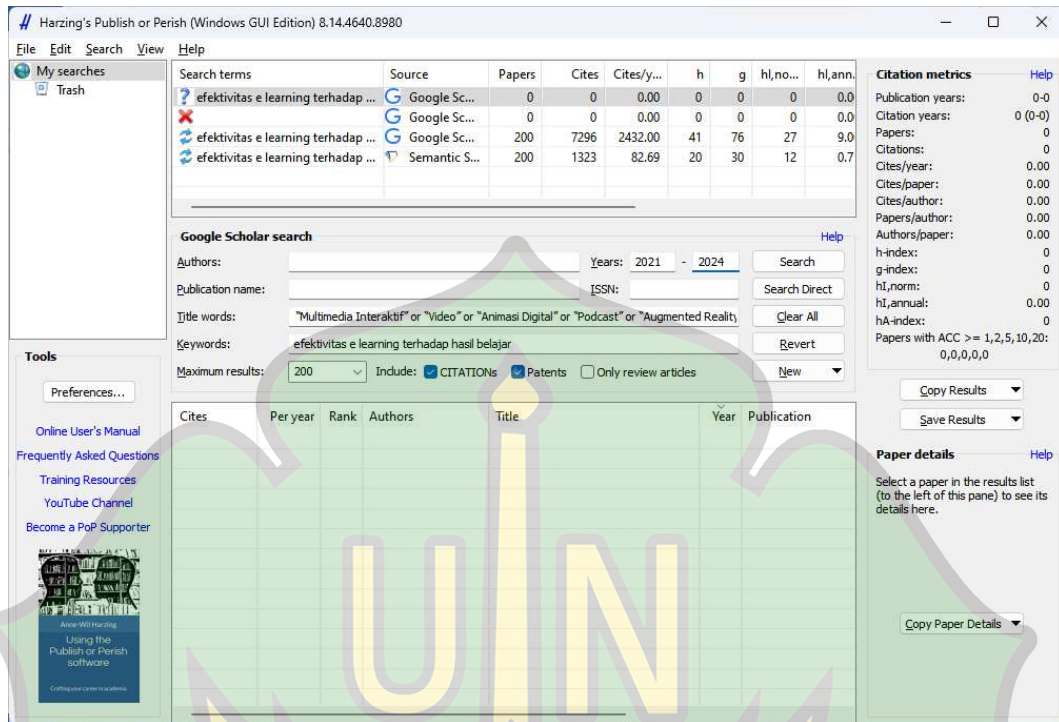 Harzing's Publish or Perish (Windows GUI Edition) 8.14.4640.8980
File Edit Search View Help
My searches
Trash
Search terms Source Papers Cites Cites/y... h g hI,no... hI,ann.
efektivitas e learning terhadap ... Google Sc... 0 0 0.00 0 0 0 0.0
Google Sc... 0 0 0.00 0 0 0 0.0
efektivitas e learning terhadap ... Google Sc... 200 7296 2432.00 41 76 27 9.0
efektivitas e learning terhadap ... Semantic S... 200 1323 82.69 20 30 12 0.7
Google Scholar search Help
Authors: Years: 2021 - 2024 Search
Publication name: ISSN: Search Direct
Title words: "Multimedia Interaktif" or "Video" or "Animasi Digital" or "Podcast" or "Augmented Reality Clear All
Keywords: efektivitas e learning terhadap hasil belajar Revert
Maximum results: 200 Include: CITATIONs Patents Only review articles New
Cites Per year Rank Authors Title Year Publication
Tools
Preferences...
Online User's Manual
Frequently Asked Questions
Training Resources
YouTube Channel
Become a PoP Supporter
Anne-Wil Harzing
Using the
Publish or Perish
software
Crafting your career in academia
Citation metrics Help
Publication years: 0-0
Citation years: 0 (0-0)
Papers: 0
Citations: 0
Cites/year: 0.00
Cites/paper: 0.00
Cites/author: 0.00
Papers/author: 0.00
Authors/paper: 0.00
h-index: 0
g-index: 0
hI,norm: 0
hI,annual: 0.00
hA-index: 0
Papers with ACC >= 1,2,5,10,20:
0,0,0,0,0
Copy Results
Save Results
Paper details Help
Select a paper in the results list
(to the left of this pane) to see its
details here.
Copy Paper Details
UIN